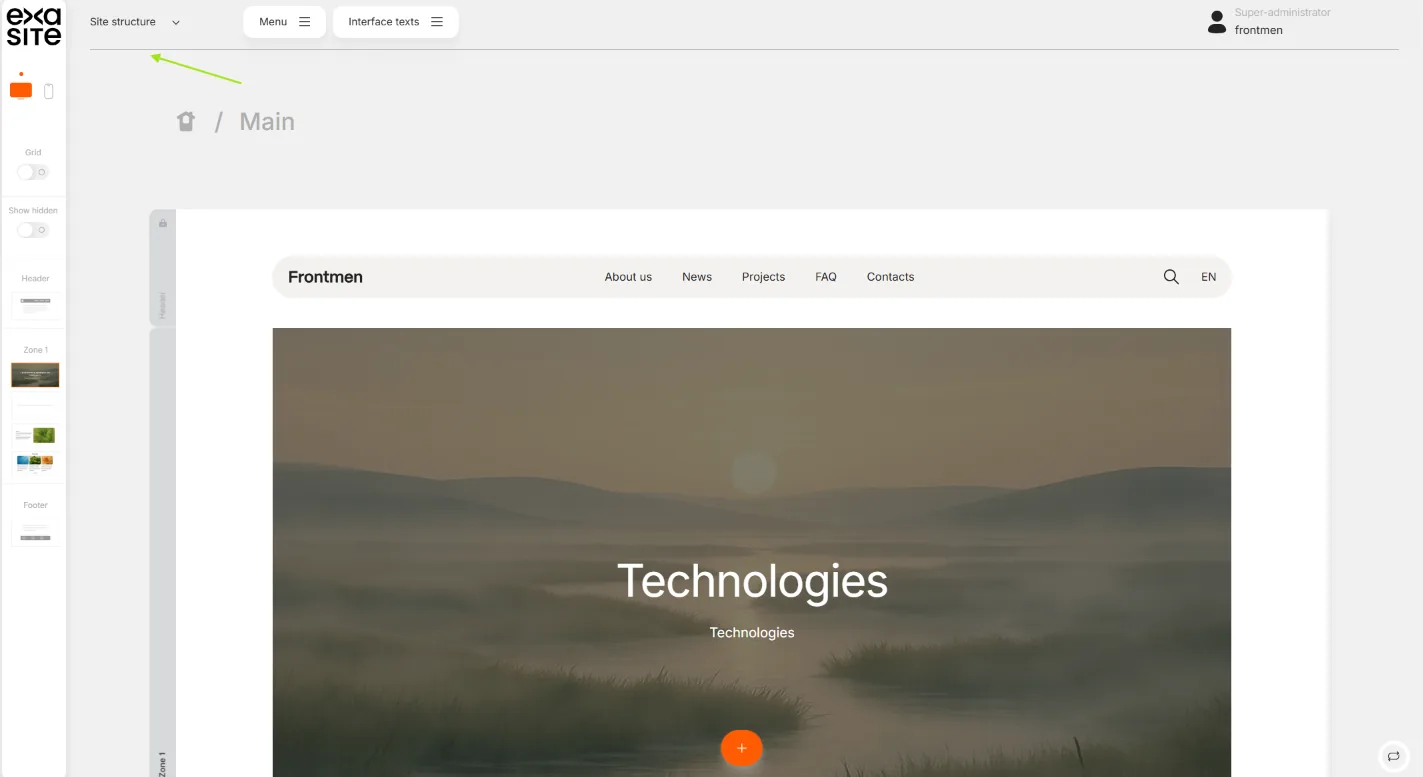 exa
SITE
Site structure
Menu
Interface texts
Super-administrator
frontmen
/ Main
Grid
Show hidden
Header
Zone 1
Footer
Header
Zone 1
Frontmen
About us
News
Projects
FAQ
Contacts
EN
Technologies
Technologies
+